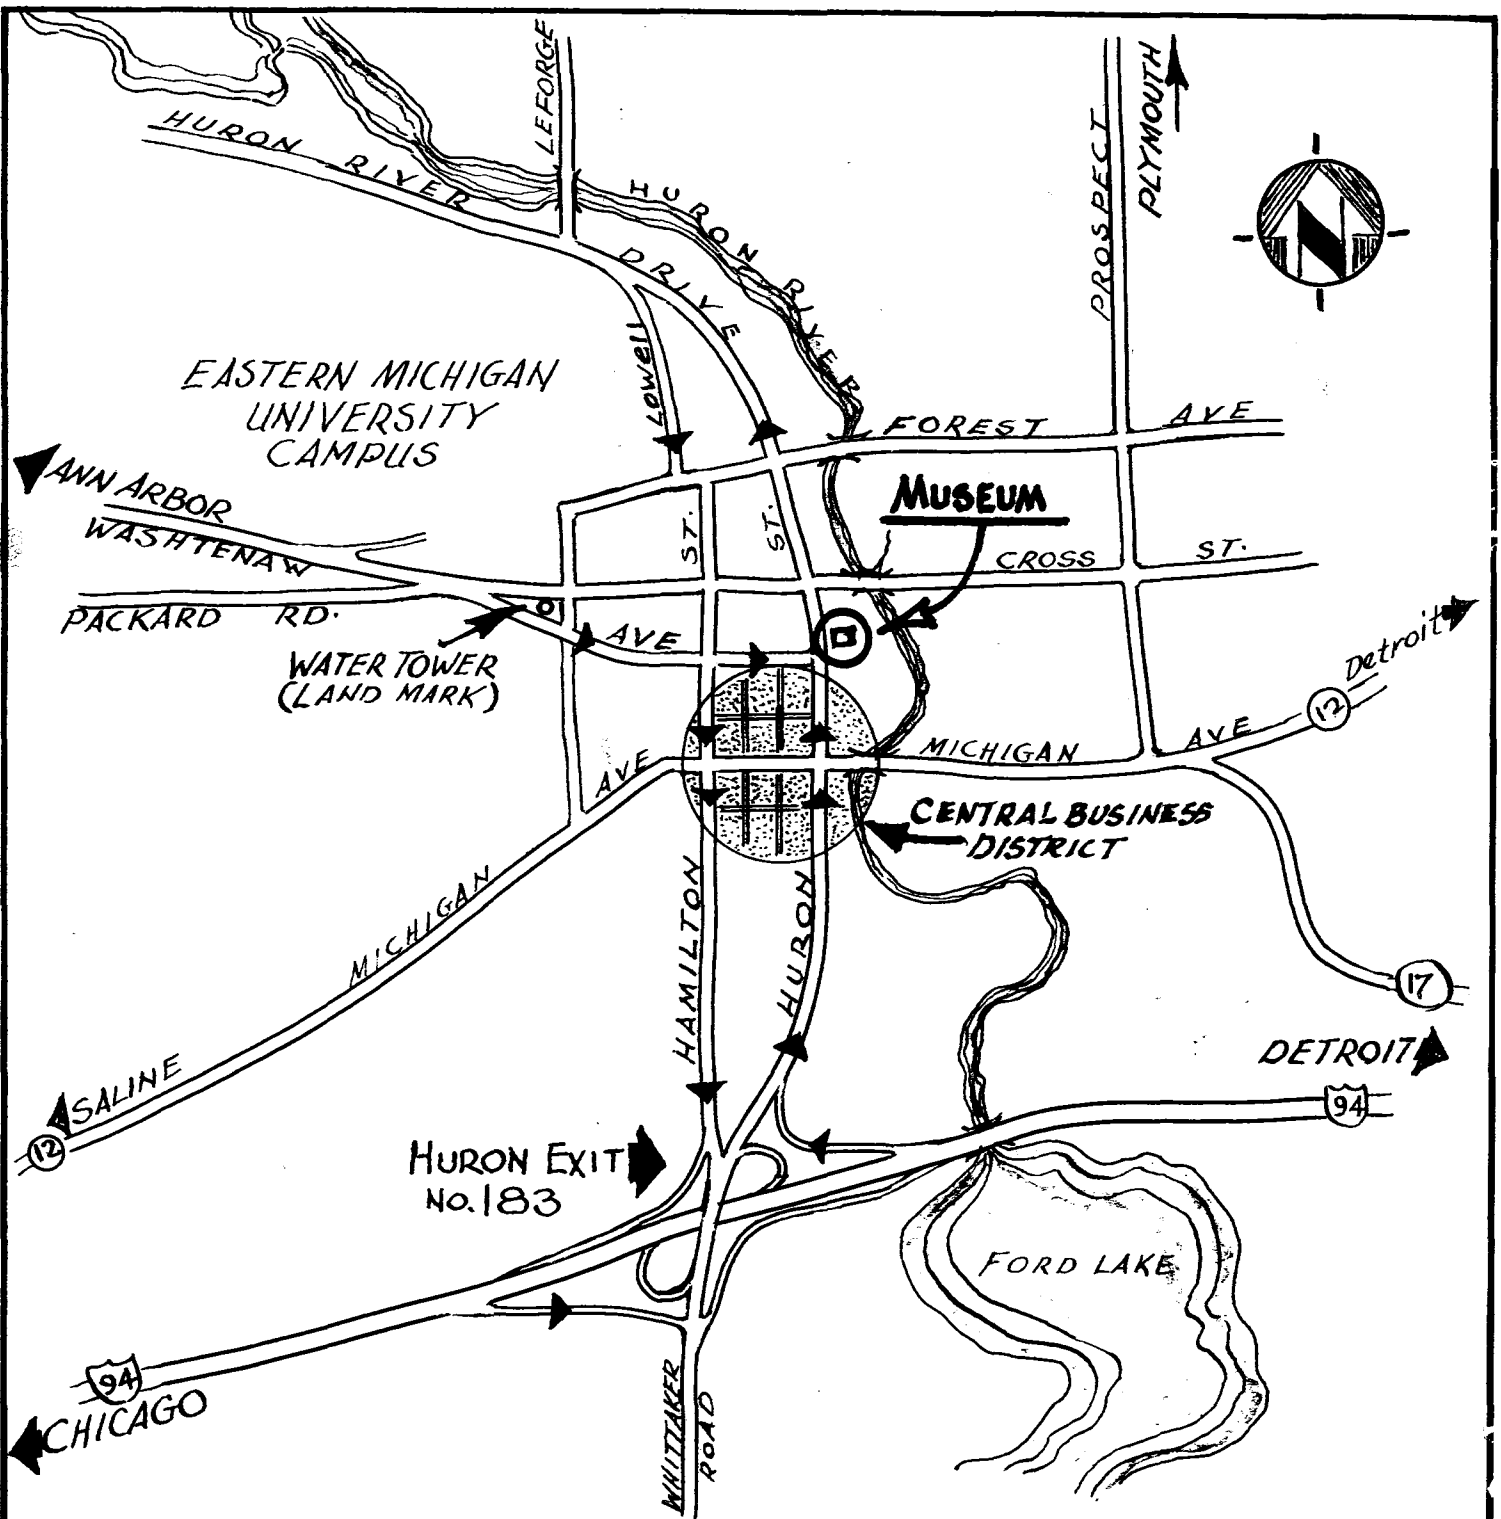 LEFORGE
PLYMOUTH
PROSPECT
HURON RIVER DRIVE
HURON RIVER
N
LOWELL
EASTERN MICHIGAN
UNIVERSITY
CAMPUS
FOREST AVE
ANN ARBOR
WASHTENAW AVE
MUSEUM
ST.
ST.
CROSS ST.
PACKARD RD.
WATER TOWER
(LAND MARK)
Detroit
12
MICHIGAN AVE
AVE
CENTRAL BUSINESS
DISTRICT
MICHIGAN
HAMILTON
HURON
17
DETROIT
SALINE
12
94
HURON EXIT
NO. 183
FORD LAKE
94
CHICAGO
WHITTAKER
ROAD